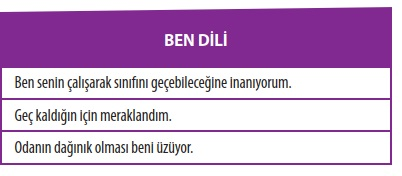 BEN DİLİ
Ben senin çalışarak sınıfını geçebileceğine inanıyorum.
Geç kaldığın için meraklandım.
Odanın dağınık olması beni üzüyor.